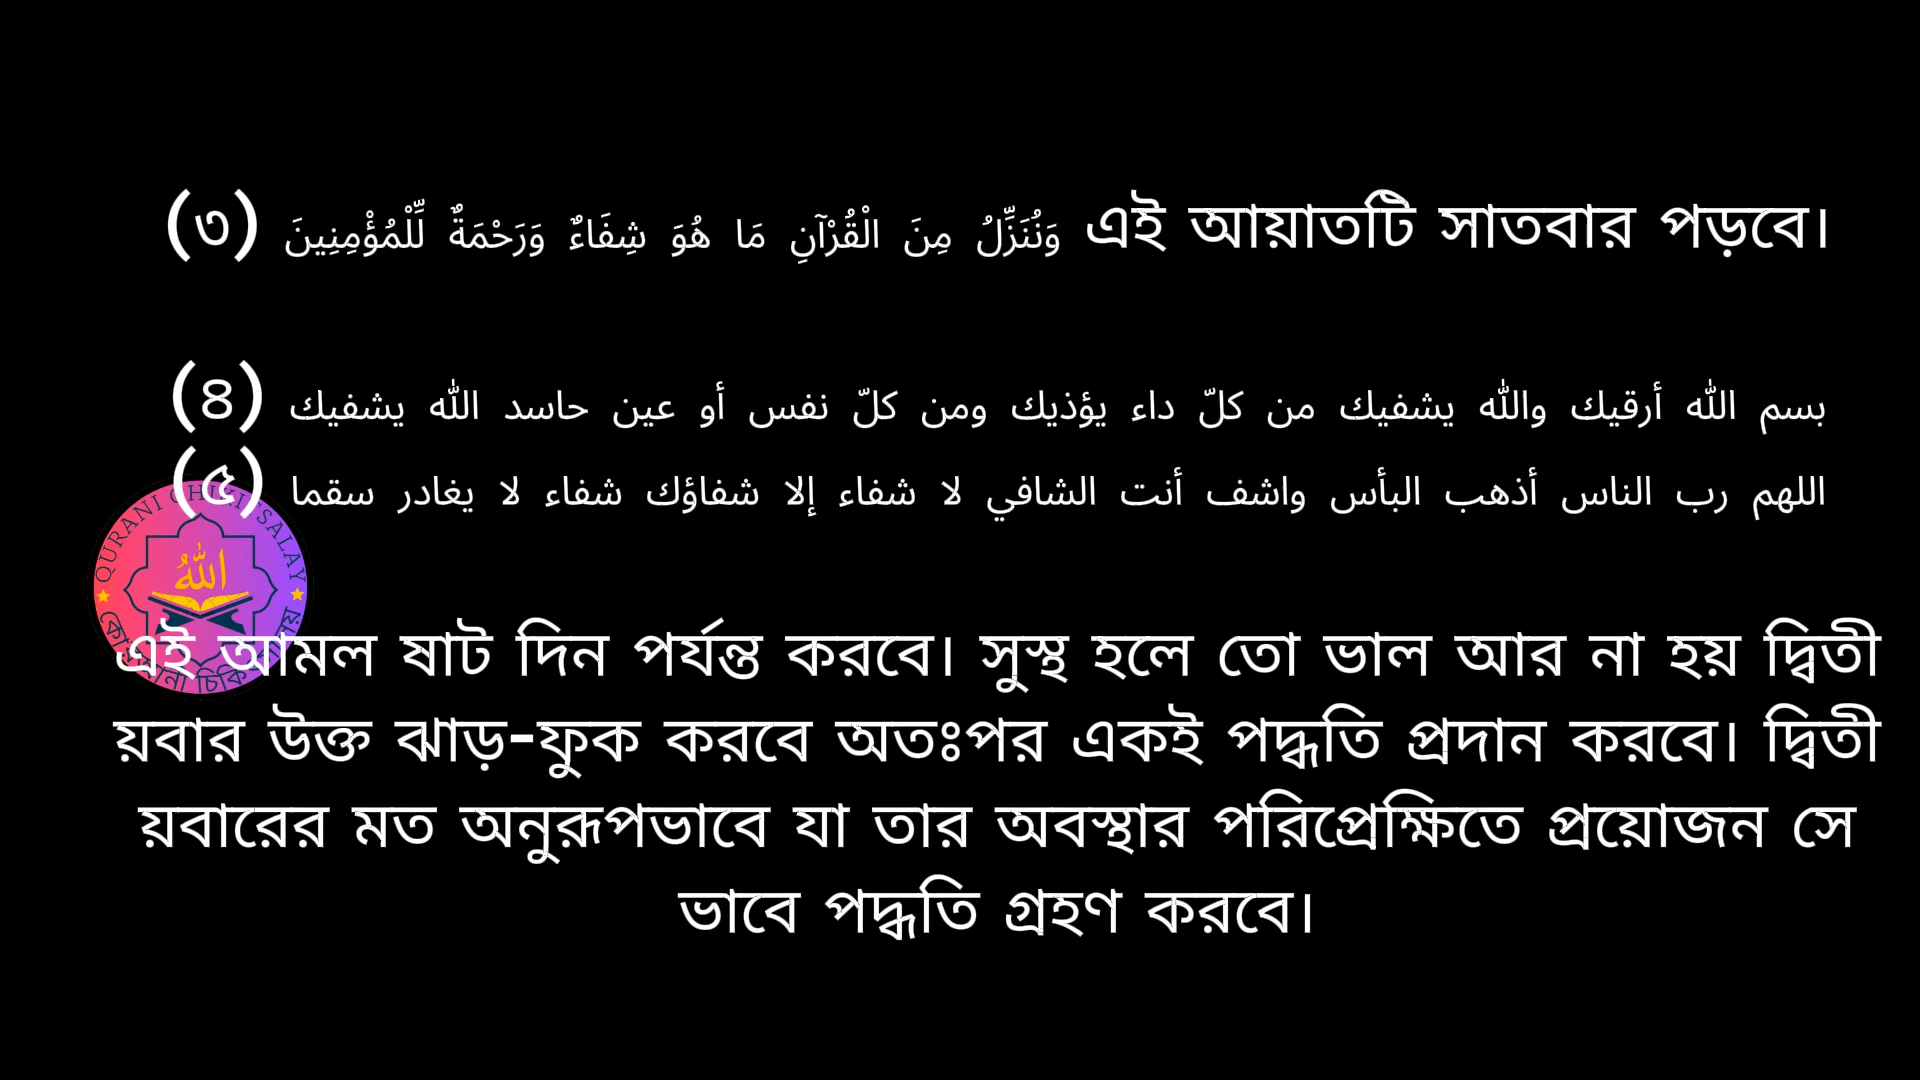 (৩) وَنُنَزِّلُ مِنَ الْقُرْآنِ مَا هُوَ شِفَاءٌ وَرَحْمَةٌ لِّلْمُؤْمِنِينَ এই আয়াতটি সাতবার পড়বে।
(৪) بسم الله أرقيك والله يشفيك من كلّ داء يؤذيك ومن كلّ نفس أو عين حاسد الله يشفيك
(৫) اللهم رب الناس أذهب البأس واشف أنت الشافي لا شفاء إلا شفاؤك شفاء لا يغادر سقما
QURANI CHIKITSALAY
الله
এই আমল ষাট দিন পর্যন্ত করবে। সুস্থ হলে তো ভাল আর না হয় দ্বিতী
য়বার উক্ত ঝাড়-ফুক করবে অতঃপর একই পদ্ধতি প্রদান করবে। দ্বিতী
য়বারের মত অনুরূপভাবে যা তার অবস্থার পরিপ্রেক্ষিতে প্রয়োজন সে
ভাবে পদ্ধতি গ্রহণ করবে।